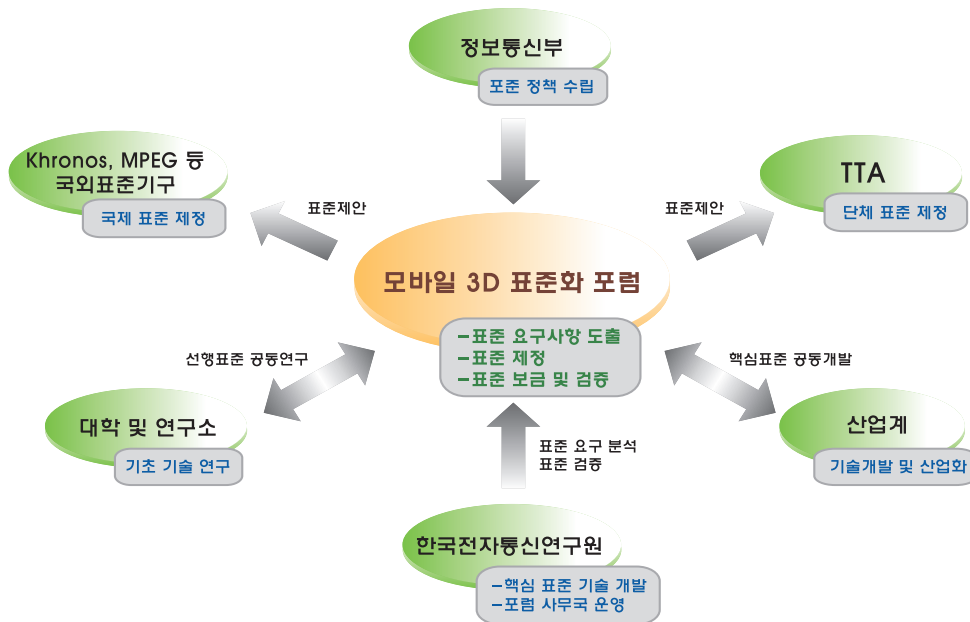 정보통신부
포준 정책 수립
Khronos, MPEG 등
국외표준기구
국제 표준 제정
표준제안
표준제안
TTA
단체 표준 제정
모바일 3D 표준화 포럼
–표준 요구사항 도출
–표준 제정
–표준 보금 및 검증
선행표준 공동연구
핵심표준 공동개발
대학 및 연구소
기초 기술 연구
산업계
기술개발 및 산업화
표준 요구 분석
표준 검증
한국전자통신연구원
–핵심 표준 기술 개발
–포럼 사무국 운영